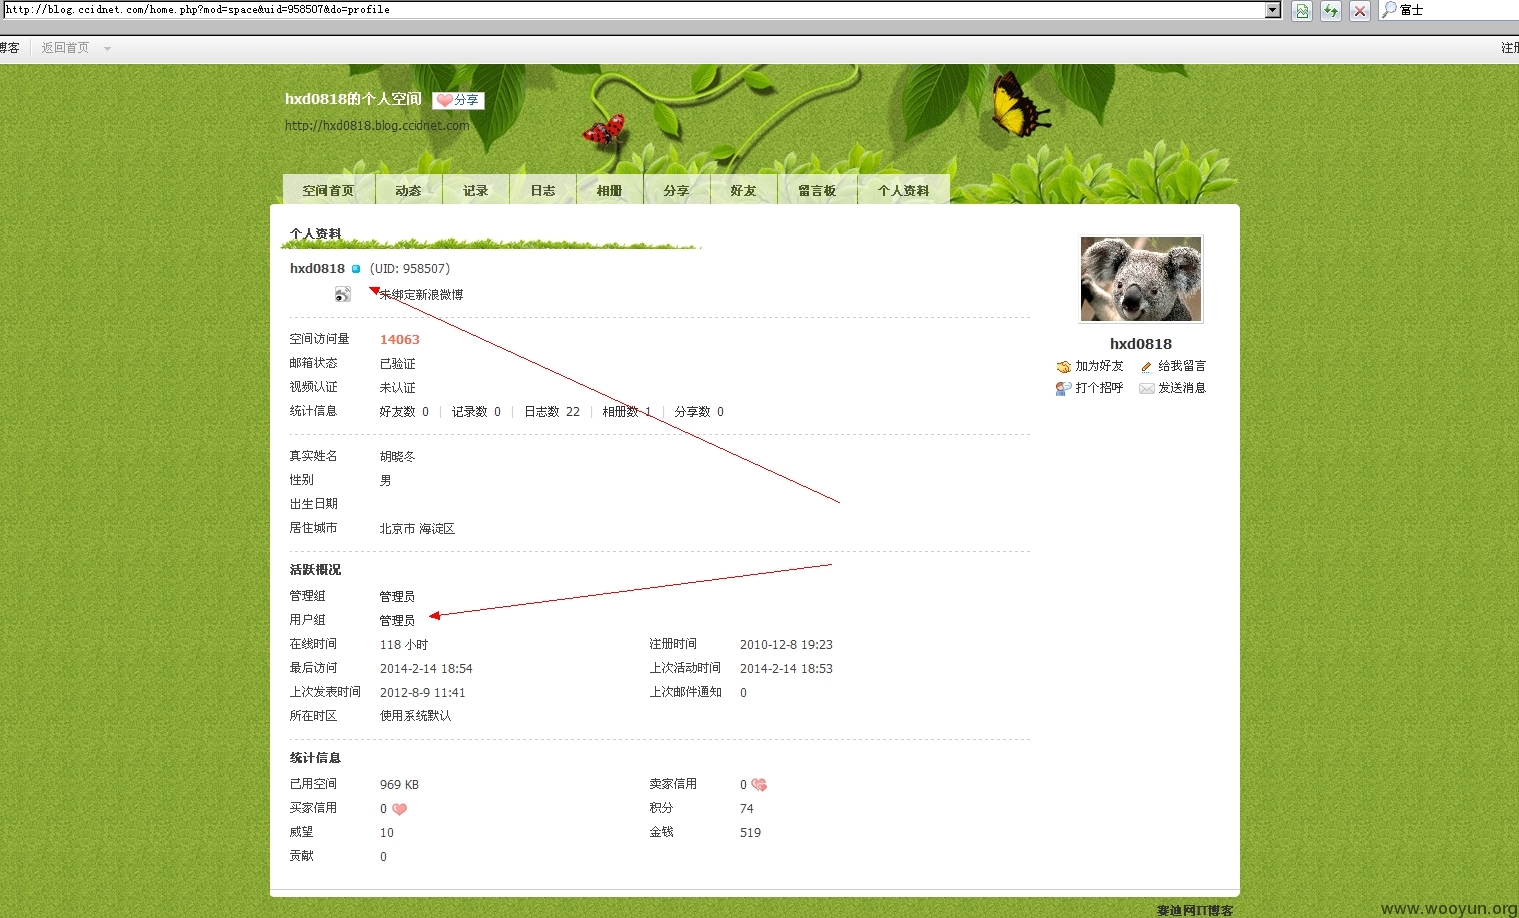 http://blog.ccidnet.com/home.php?mod=space&uid=958507&do=profile
富士
博客 返回首页
注册
hxd0818的个人空间 分享
http://hxd0818.blog.ccidnet.com
空间首页 动态 记录 日志 相册 分享 好友 留言板 个人资料
个人资料
hxd0818 (UID: 958507)
未绑定新浪微博
空间访问量 14063
邮箱状态 已验证
视频认证 未认证
统计信息 好友数 0 | 记录数 0 | 日志数 22 | 相册数 1 | 分享数 0
真实姓名 胡晓冬
性别 男
出生日期
居住城市 北京市 海淀区
活跃概况
管理组 管理员
用户组 管理员
在线时间 118 小时 注册时间 2010-12-8 19:23
最后访问 2014-2-14 18:54 上次活动时间 2014-2-14 18:53
上次发表时间 2012-8-9 11:41 上次邮件通知 0
所在时区 使用系统默认
统计信息
已用空间 969 KB 卖家信用 0
买家信用 0 积分 74
威望 10 金钱 519
贡献 0
hxd0818
加为好友 给我留言
打个招呼 发送消息
赛迪网IT博客
www.wooyun.org